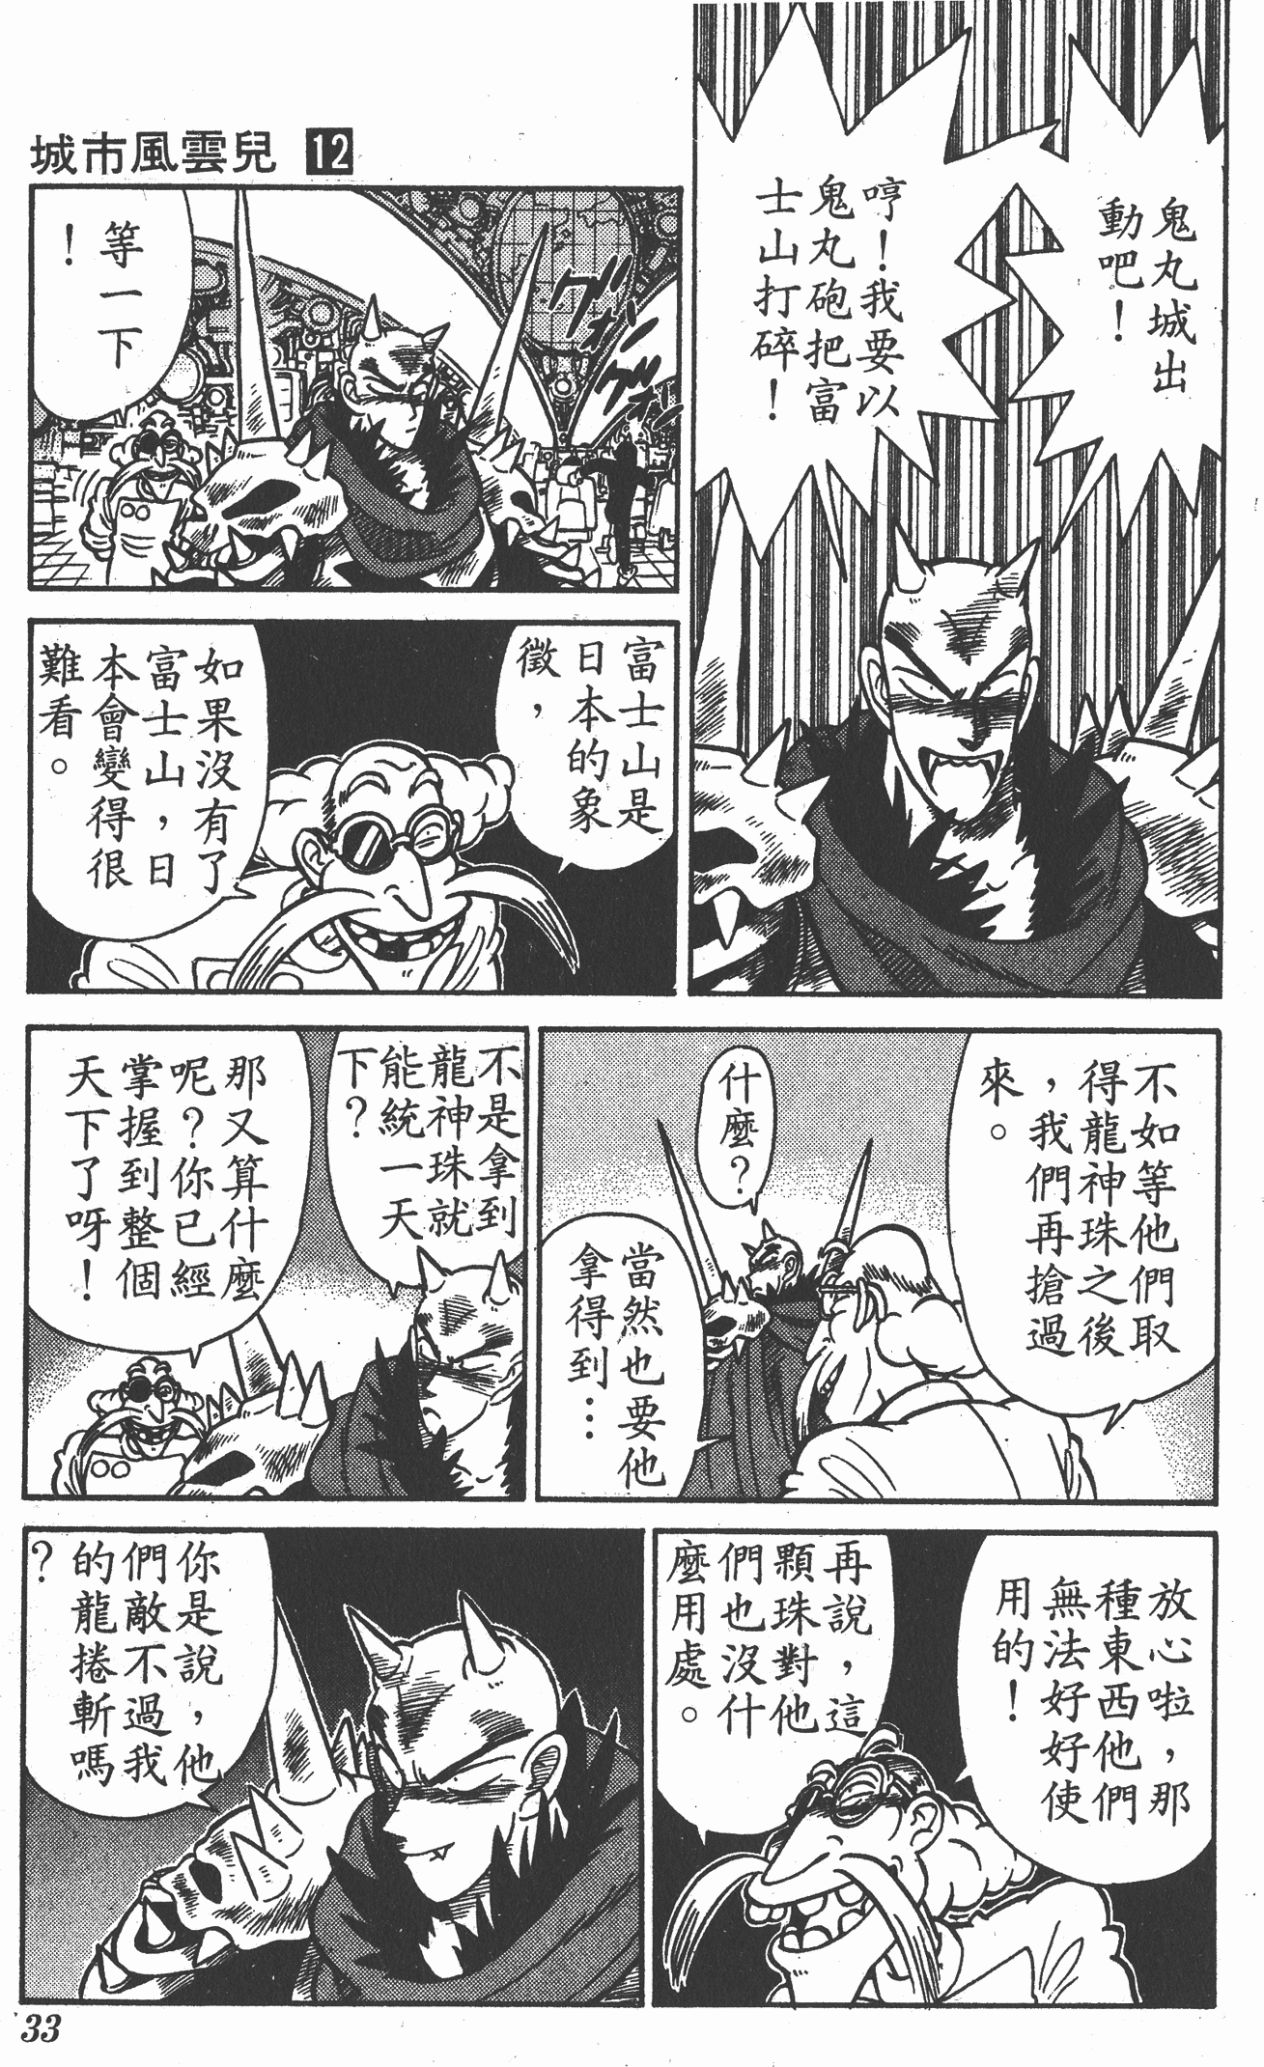 城市風雲兒 12
鬼丸城出
動吧！
哼！我要以
鬼丸砲把富
士山打碎！
等一下
！
グォォ
グォォ
富士山是
日本的象
徵，
如果沒有了
富士山，日
本會變得很
難看。
不如等他們取
得龍神珠之後
，我們再搶過
來。
什麼？
當然也要他
拿得到…
不是拿到
龍神珠就
能統一天
下？
那又算什麼
呢？你已經
掌握到整個
天下了呀！
放心啦，那
種東西他們
無法好好使
用的！
再說，這
顆珠對他
們也沒什
麼用處。
你是說，他
們敵不過我
的龍捲斬嗎
？
33